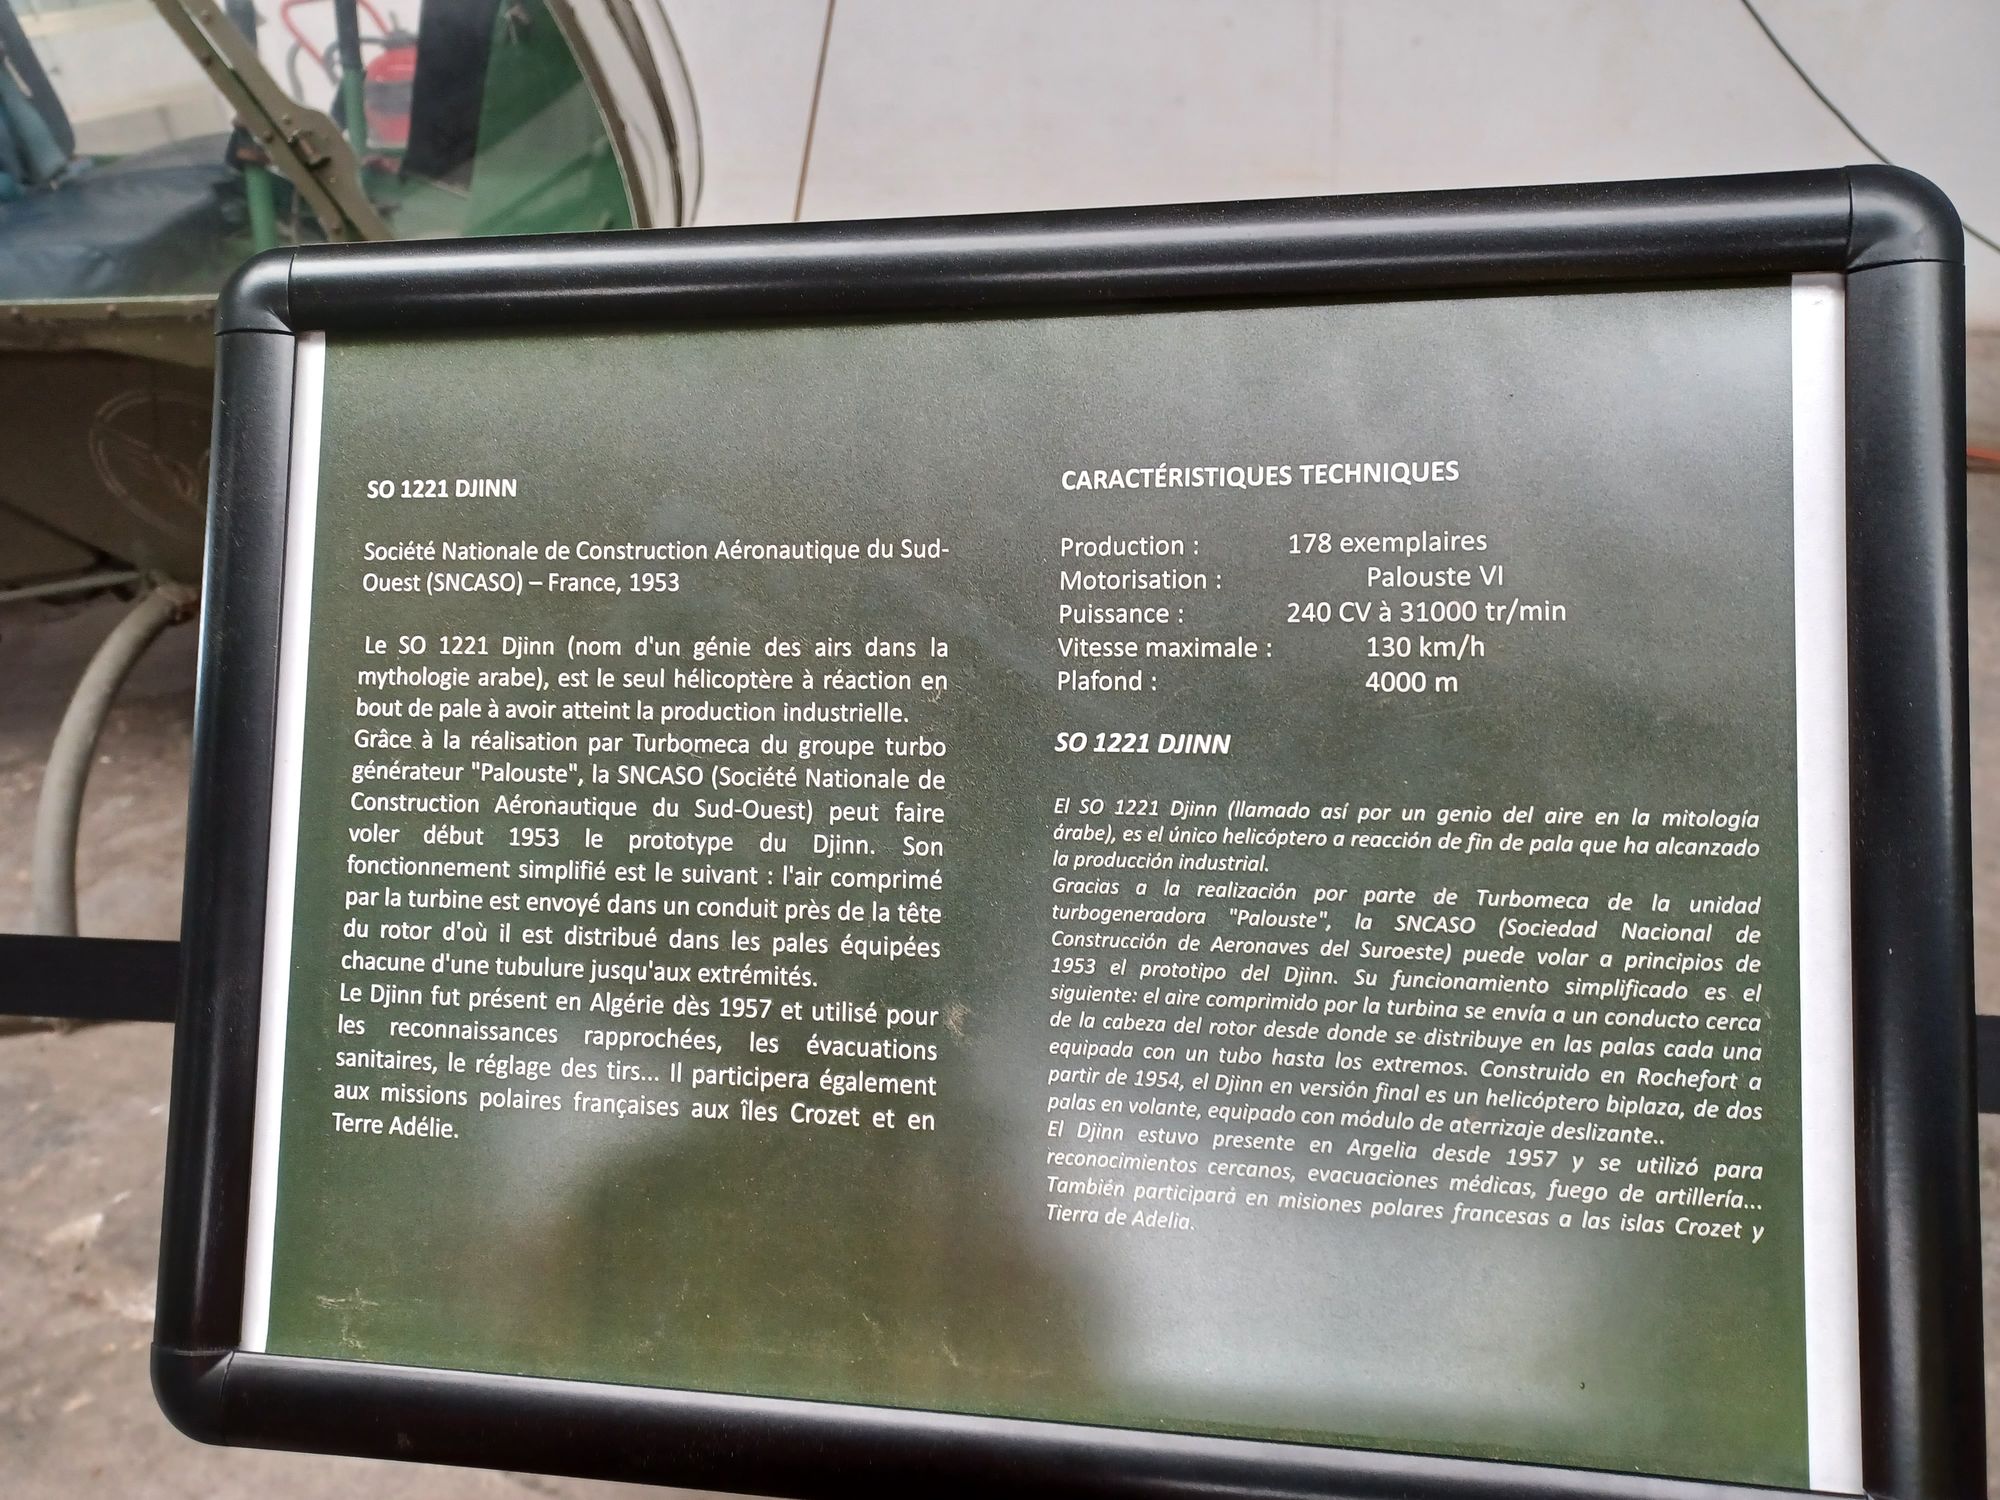 SO 1221 DJINN
Société Nationale de Construction Aéronautique du Sud-
Ouest (SNCASO) – France, 1953
Le SO 1221 Djinn (nom d'un génie des airs dans la
mythologie arabe), est le seul hélicoptère à réaction en
bout de pale à avoir atteint la production industrielle.
Grâce à la réalisation par Turbomeca du groupe turbo
générateur "Palouste", la SNCASO (Société Nationale de
Construction Aéronautique du Sud-Ouest) peut faire
voler début 1953 le prototype du Djinn. Son
fonctionnement simplifié est le suivant : l'air comprimé
par la turbine est envoyé dans un conduit près de la tête
du rotor d'où il est distribué dans les pales équipées
chacune d'une tubulure jusqu'aux extrémités.
Le Djinn fut présent en Algérie dès 1957 et utilisé pour
les reconnaissances rapprochées, les évacuations
sanitaires, le réglage des tirs... Il participera également
aux missions polaires françaises aux îles Crozet et en
Terre Adélie.
CARACTÉRISTIQUES TECHNIQUES
Production : 178 exemplaires
Motorisation : Palouste VI
Puissance : 240 CV à 31000 tr/min
Vitesse maximale : 130 km/h
Plafond : 4000 m
SO 1221 DJINN
El SO 1221 Djinn (llamado así por un genio del aire en la mitología
árabe), es el único helicóptero a reacción de fin de pala que ha alcanzado
la producción industrial.
Gracias a la realización por parte de Turbomeca de la unidad
turbogeneradora "Palouste", la SNCASO (Sociedad Nacional de
Construcción de Aeronaves del Suroeste) puede volar a principios de
1953 el prototipo del Djinn. Su funcionamiento simplificado es el
siguiente: el aire comprimido por la turbina se envía a un conducto cerca
de la cabeza del rotor desde donde se distribuye en las palas cada una
equipada con un tubo hasta los extremos. Construido en Rochefort a
partir de 1954, el Djinn en versión final es un helicóptero biplaza, de dos
palas en volante, equipado con módulo de aterrizaje deslizante..
El Djinn estuvo presente en Argelia desde 1957 y se utilizó para
reconocimientos cercanos, evacuaciones médicas, fuego de artillería...
También participará en misiones polares francesas a las islas Crozet y
Tierra de Adelia.